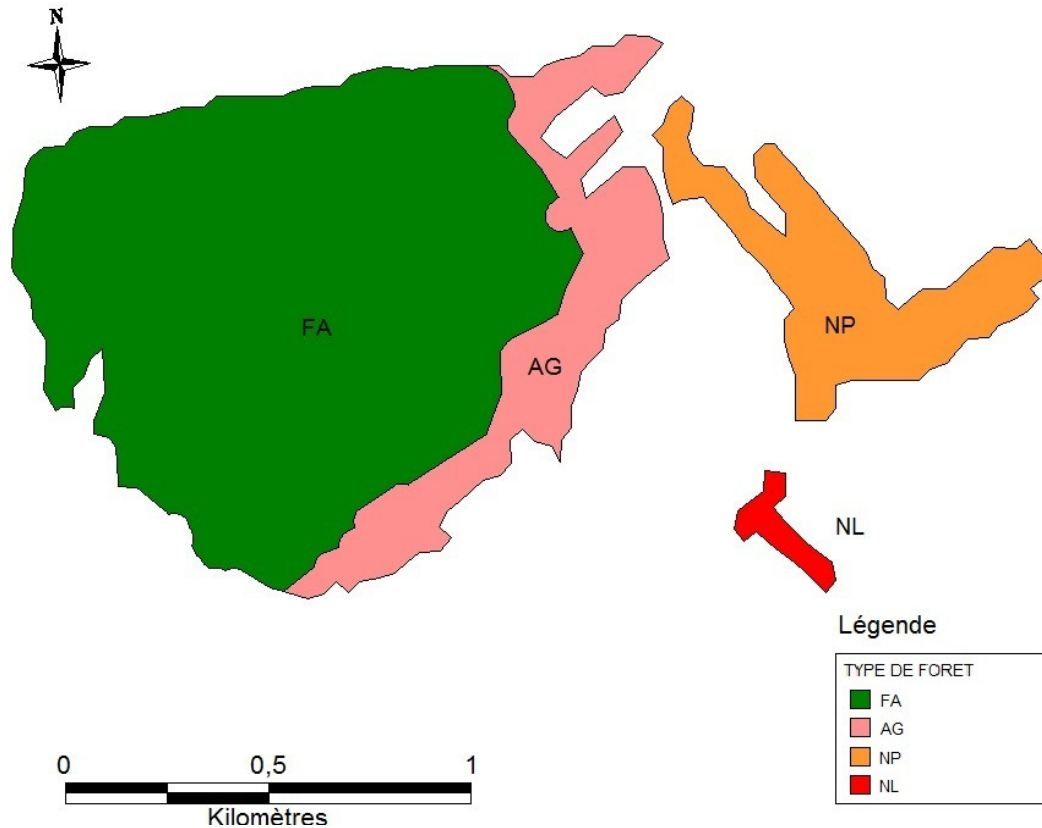 N
FA
NP
AG
NL
Légende
TYPE DE FORET
FA
AG
NP
NL
0 0,5 1
Kilomètres